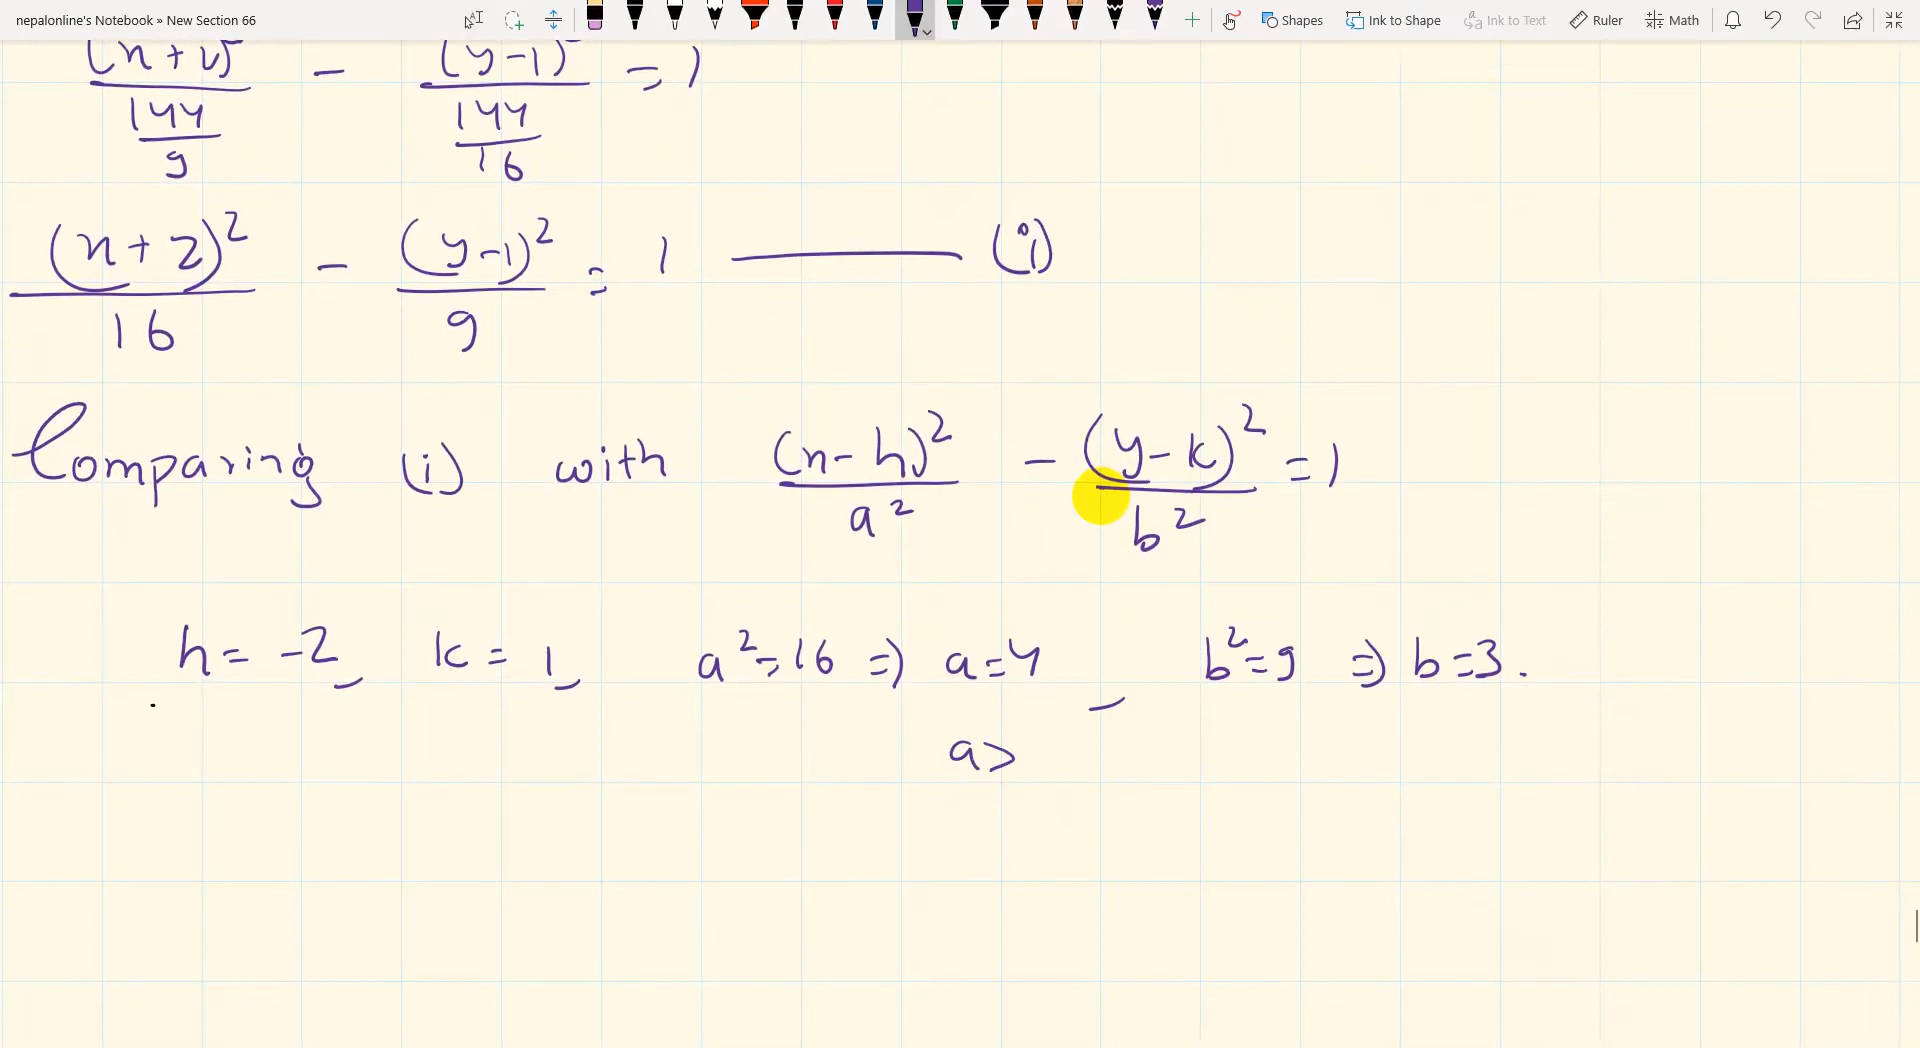 nepalonline's Notebook » New Section 66 Shapes Ink to Shape Ink to Text Ruler Math
(x+2)² / (144/9) - (y-1)² / (144/16) = 1
(x+2)² / 16 - (y-1)² / 9 = 1 ——— (i)
Comparing (i) with (x-h)² / a² - (y-k)² / b² = 1
h = -2, k = 1, a² = 16 => a = 4, b² = 9 => b = 3.
a >